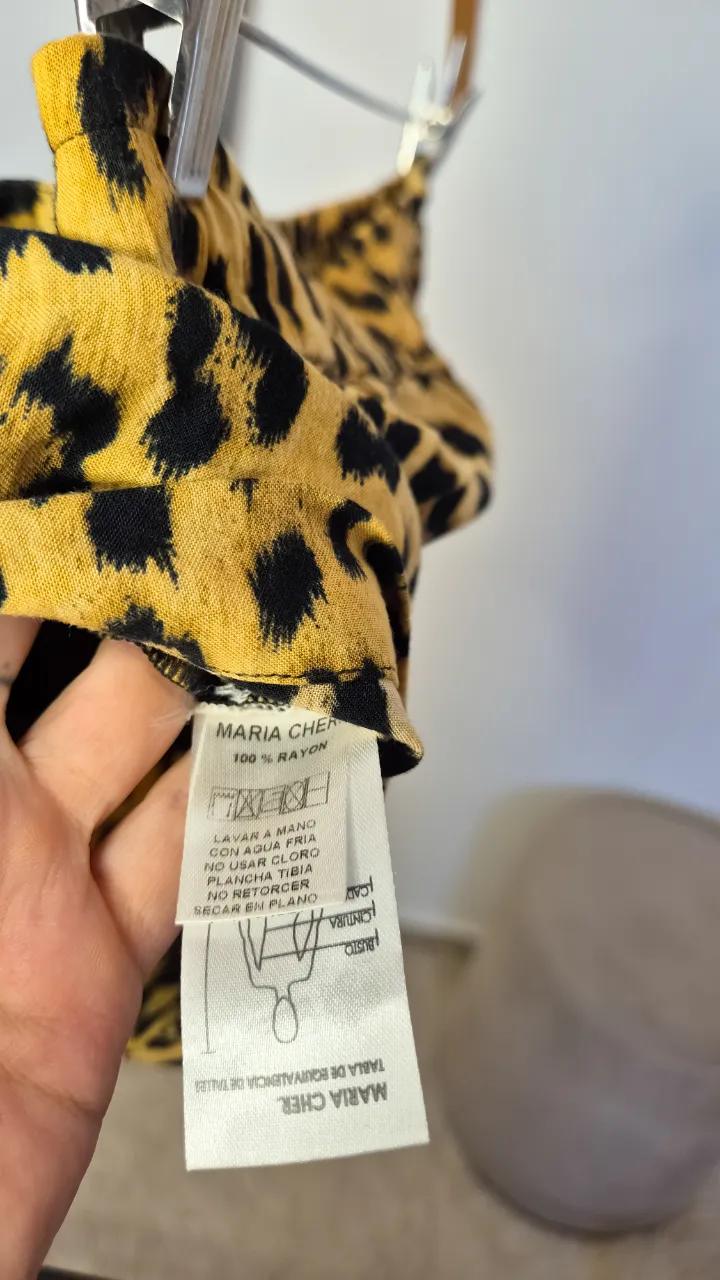 MARIA CHER
100 % RAYON
LAVAR A MANO
CON AGUA FRIA
NO USAR CLORO
PLANCHA TIBIA
NO RETORCER
SECAR EN PLANO
CINTURA
BUSTO
TABLA DE EQUIVALENCIA DE TALLES
MARIA CHER.